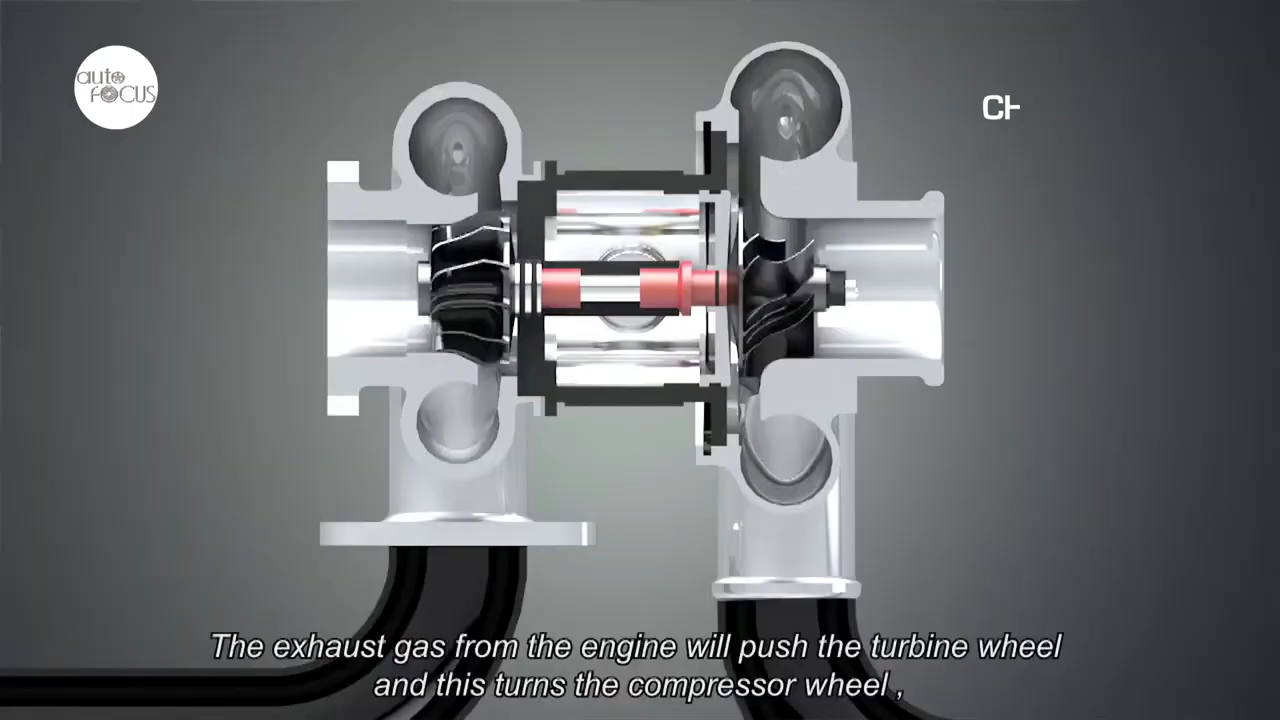 auto
FOCUS
CH
The exhaust gas from the engine will push the turbine wheel
and this turns the compressor wheel ,